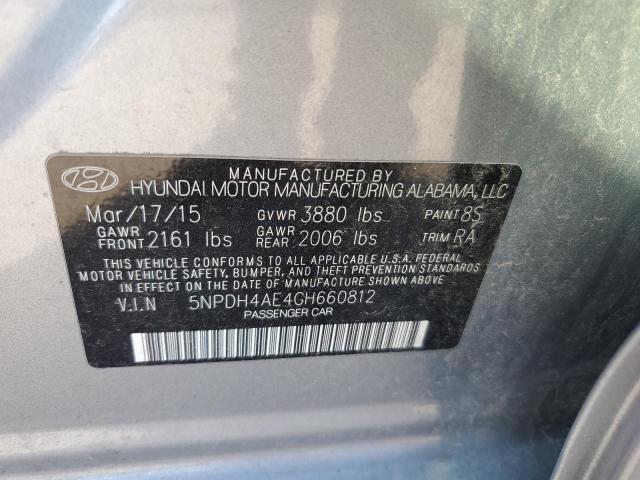 MANUFACTURED BY
HYUNDAI MOTOR MANUFACTURING ALABAMA, LLC
Mar/17/15 GVWR 3880 lbs PAINT 8S
GAWR FRONT 2161 lbs GAWR REAR 2006 lbs TRIM RA
THIS VEHICLE CONFORMS TO ALL APPLICABLE U.S.A. FEDERAL
MOTOR VEHICLE SAFETY, BUMPER, AND THEFT PREVENTION STANDARDS
IN EFFECT ON THE DATE OF MANUFACTURE SHOWN ABOVE
V.I.N 5NPDH4AE4GH660812
PASSENGER CAR